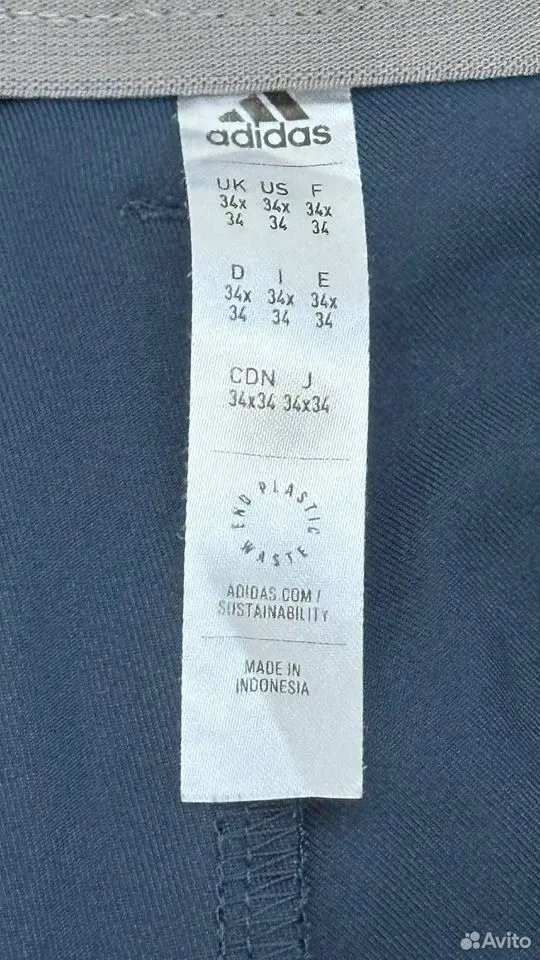 adidas
UK US F
34x 34x 34x
34 34 34
D I E
34x 34x 34x
34 34 34
CDN J
34x34 34x34
END PLASTIC WASTE
ADIDAS.COM/
SUSTAINABILITY
MADE IN
INDONESIA
Avito